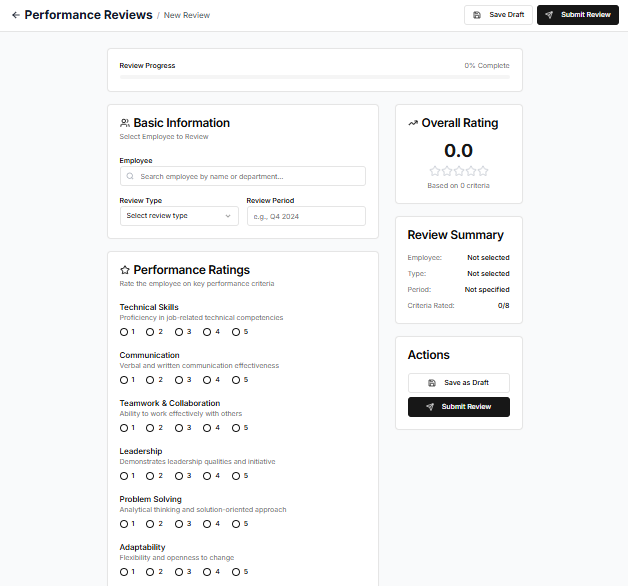 Performance Reviews / New Review
Save Draft
Submit Review
Review Progress
0% Complete
Basic Information
Select Employee to Review
Employee
Search employee by name or department...
Review Type
Review Period
Select review type
e.g., Q4 2024
Performance Ratings
Rate the employee on key performance criteria
Technical Skills
Proficiency in job-related technical competencies
1 2 3 4 5
Communication
Verbal and written communication effectiveness
1 2 3 4 5
Teamwork & Collaboration
Ability to work effectively with others
1 2 3 4 5
Leadership
Demonstrates leadership qualities and initiative
1 2 3 4 5
Problem Solving
Analytical thinking and solution-oriented approach
1 2 3 4 5
Adaptability
Flexibility and openness to change
1 2 3 4 5
Overall Rating
0.0
Based on 0 criteria
Review Summary
Employee: Not selected
Type: Not selected
Period: Not specified
Criteria Rated: 0/8
Actions
Save as Draft
Submit Review